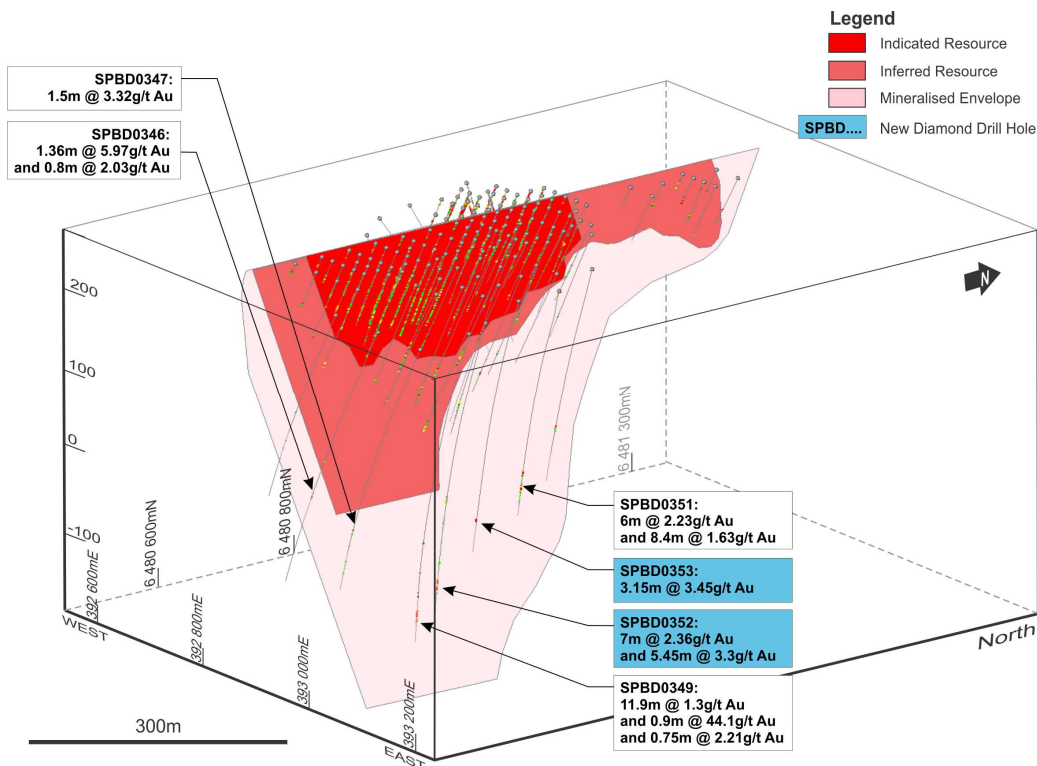 Legend
Indicated Resource
Inferred Resource
Mineralised Envelope
SPBD.... New Diamond Drill Hole
SPBD0347:
1.5m @ 3.32g/t Au
SPBD0346:
1.36m @ 5.97g/t Au
and 0.8m @ 2.03g/t Au
N
200
100
0
-100
6 480 600mN
6 480 800mN
6 481 300mN
392 600mE
392 800mE
393 000mE
393 200mE
WEST
EAST
North
SPBD0351:
6m @ 2.23g/t Au
and 8.4m @ 1.63g/t Au
SPBD0353:
3.15m @ 3.45g/t Au
SPBD0352:
7m @ 2.36g/t Au
and 5.45m @ 3.3g/t Au
SPBD0349:
11.9m @ 1.3g/t Au
and 0.9m @ 44.1g/t Au
and 0.75m @ 2.21g/t Au
300m